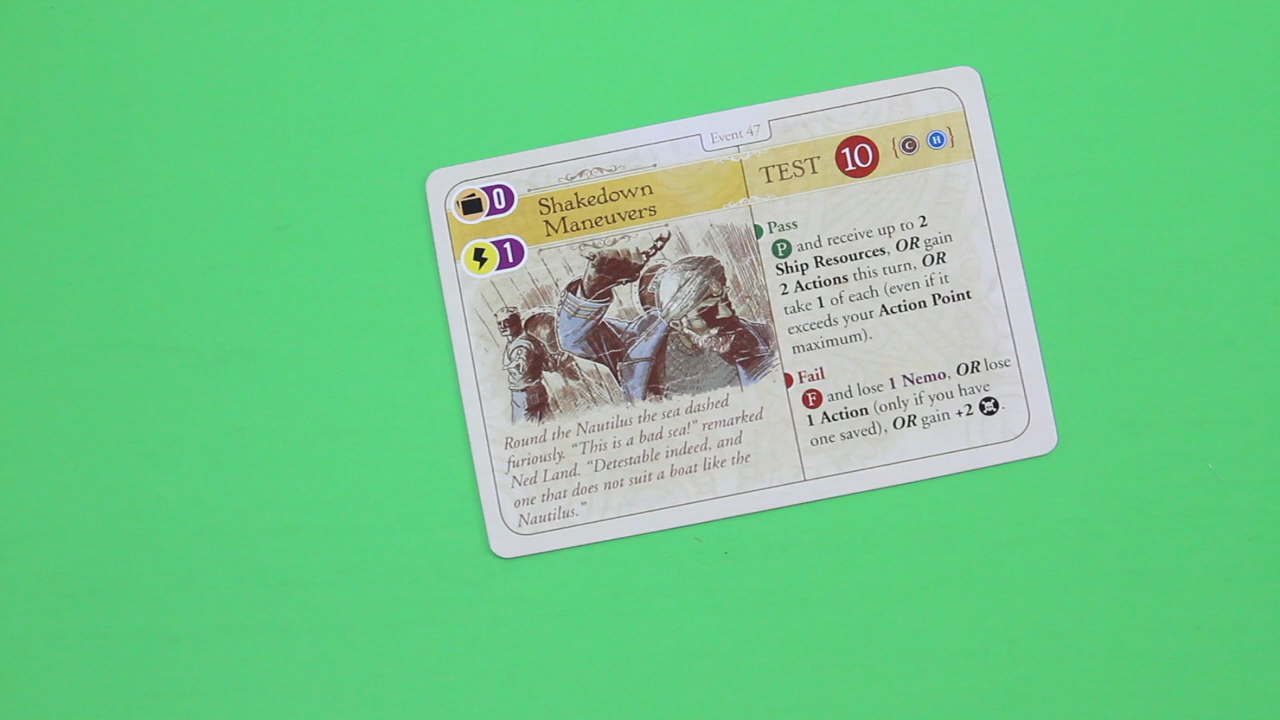 Event 47
0
1
Shakedown
Maneuvers
Round the Nautilus the sea dashed
furiously. “This is a bad sea!” remarked
Ned Land. “Detestable indeed, and
one that does not suit a boat like the
Nautilus.”
TEST 10 {C H}
Pass
P and receive up to 2
Ship Resources, OR gain
2 Actions this turn, OR
take 1 of each (even if it
exceeds your Action Point
maximum).
Fail
F and lose 1 Nemo, OR lose
1 Action (only if you have
one saved), OR gain +2 .